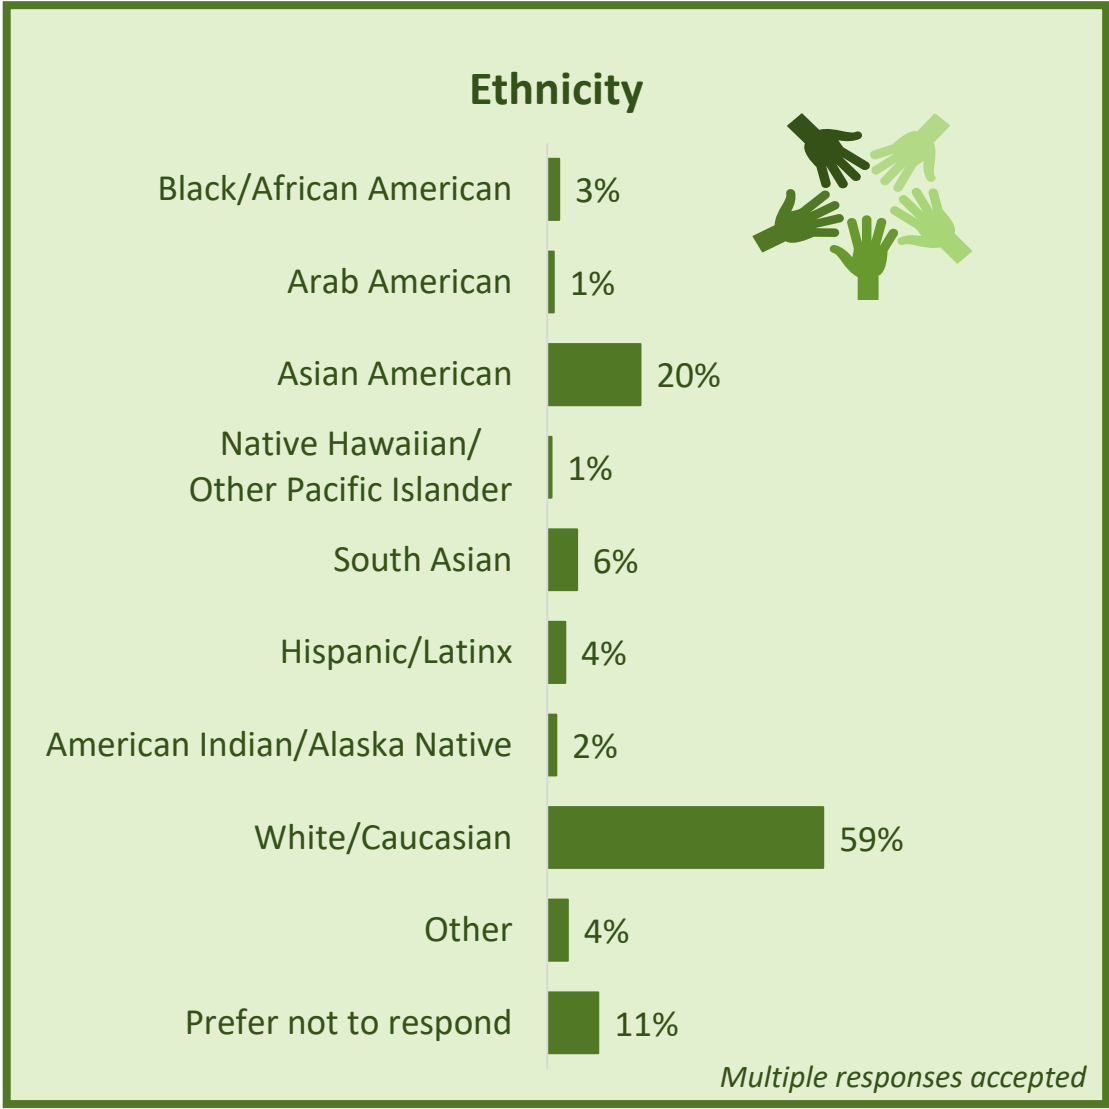 Ethnicity
Black/African American 3%
Arab American 1%
Asian American 20%
Native Hawaiian/
Other Pacific Islander 1%
South Asian 6%
Hispanic/Latinx 4%
American Indian/Alaska Native 2%
White/Caucasian 59%
Other 4%
Prefer not to respond 11%
Multiple responses accepted